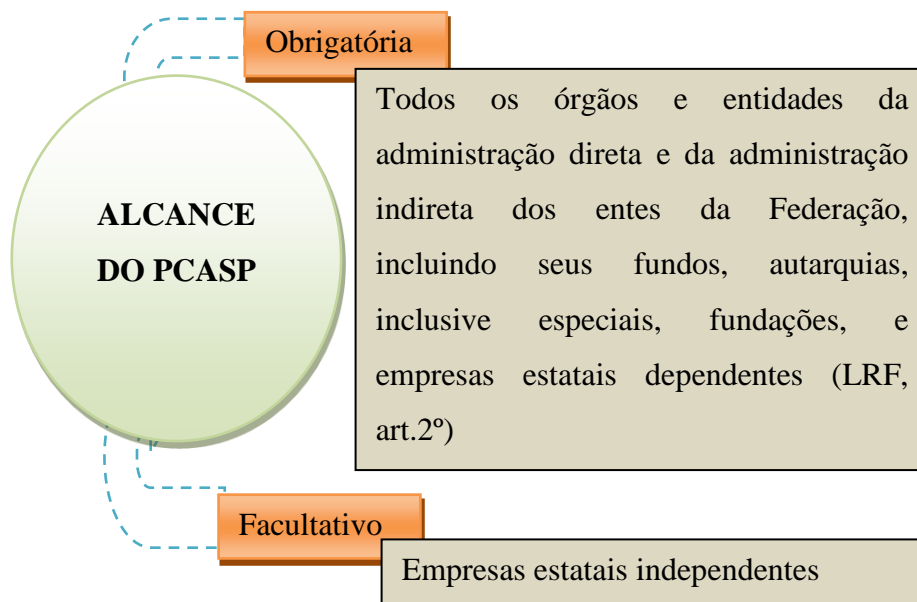 Obrigatória
Todos os órgãos e entidades da
administração direta e da administração
indireta dos entes da Federação,
incluindo seus fundos, autarquias,
inclusive especiais, fundações, e
empresas estatais dependentes (LRF,
art.2º)
ALCANCE
DO PCASP
Facultativo
Empresas estatais independentes